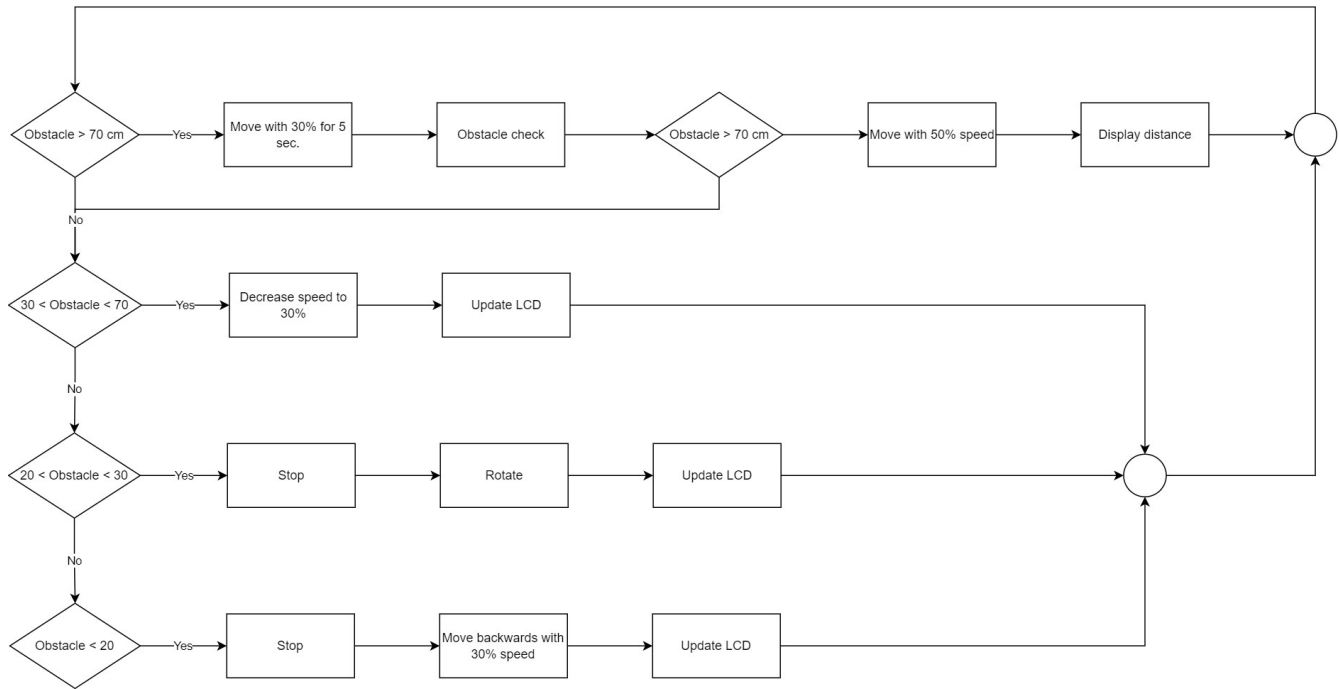 Obstacle > 70 cm
Yes
Move with 30% for 5
sec.
Obstacle check
Obstacle > 70 cm
Move with 50% speed
Display distance
No
30 < Obstacle < 70
Yes
Decrease speed to
30%
Update LCD
No
20 < Obstacle < 30
Yes
Stop
Rotate
Update LCD
No
Obstacle < 20
Yes
Stop
Move backwards with
30% speed
Update LCD